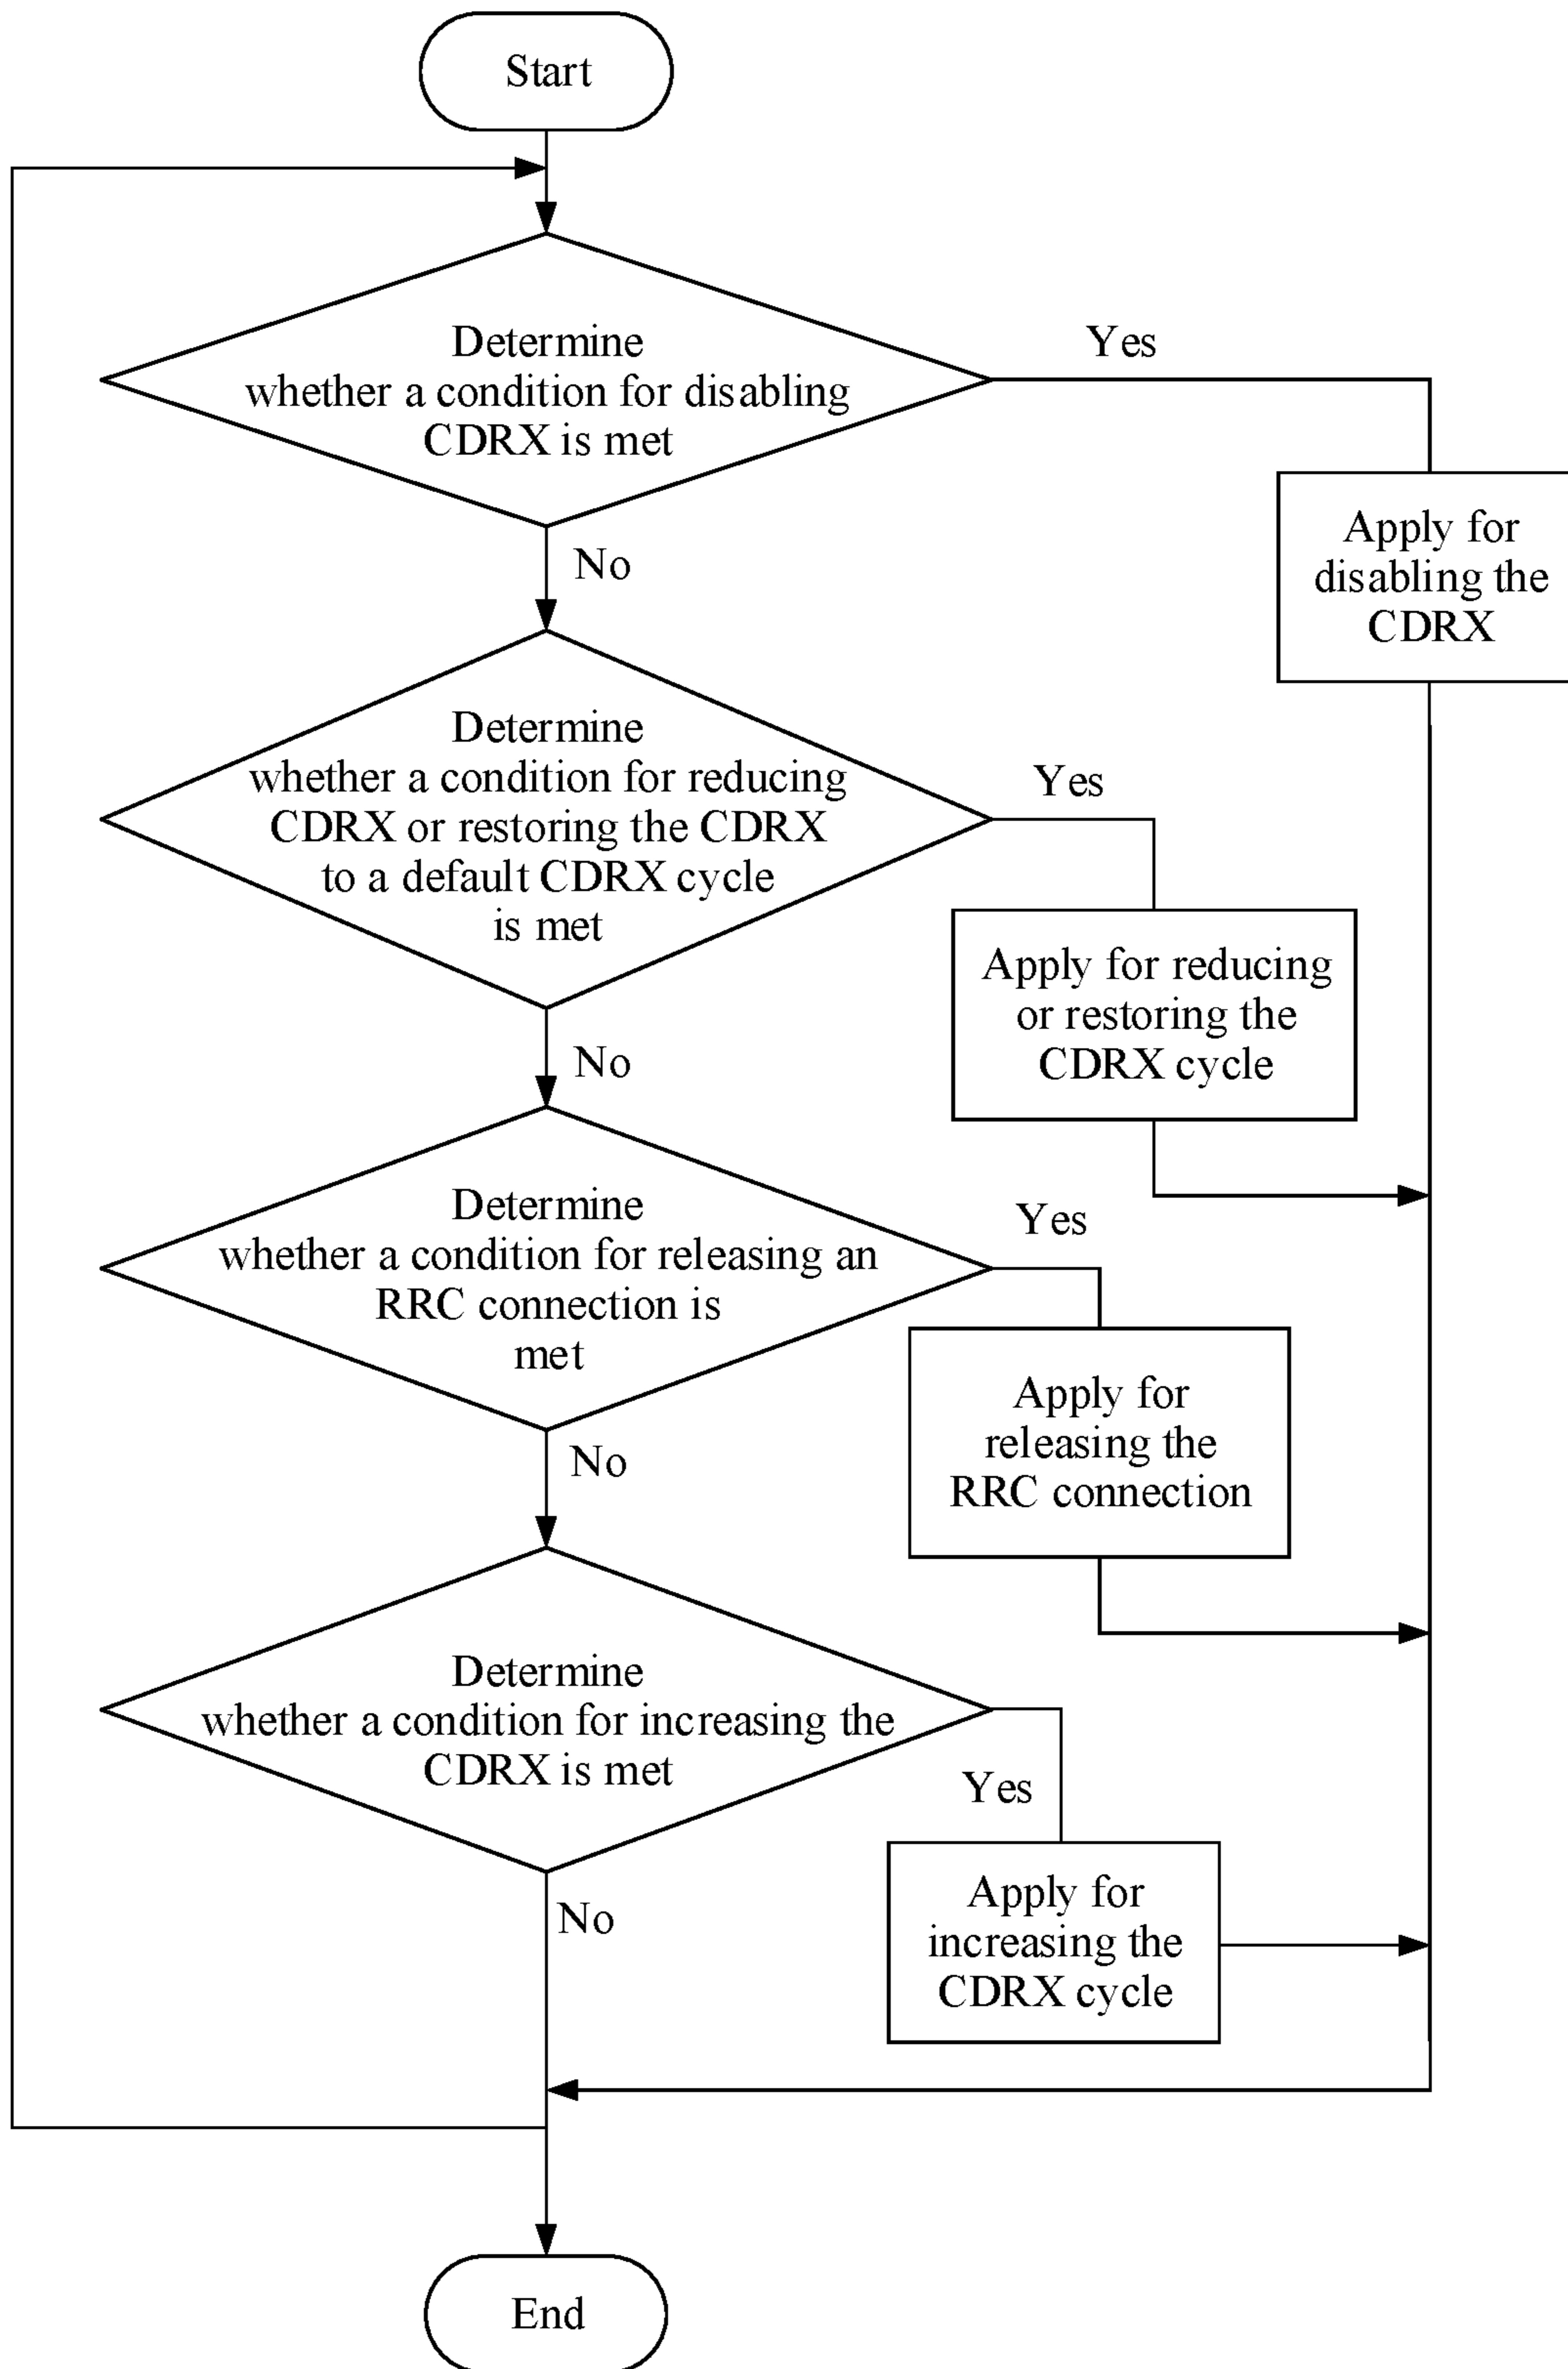 Start
Determine
whether a condition for disabling
CDRX is met
Yes
Apply for
disabling the
CDRX
No
Determine
whether a condition for reducing
CDRX or restoring the CDRX
to a default CDRX cycle
is met
Yes
Apply for reducing
or restoring the
CDRX cycle
No
Determine
whether a condition for releasing an
RRC connection is
met
Yes
Apply for
releasing the
RRC connection
No
Determine
whether a condition for increasing the
CDRX is met
Yes
Apply for
increasing the
CDRX cycle
No
End